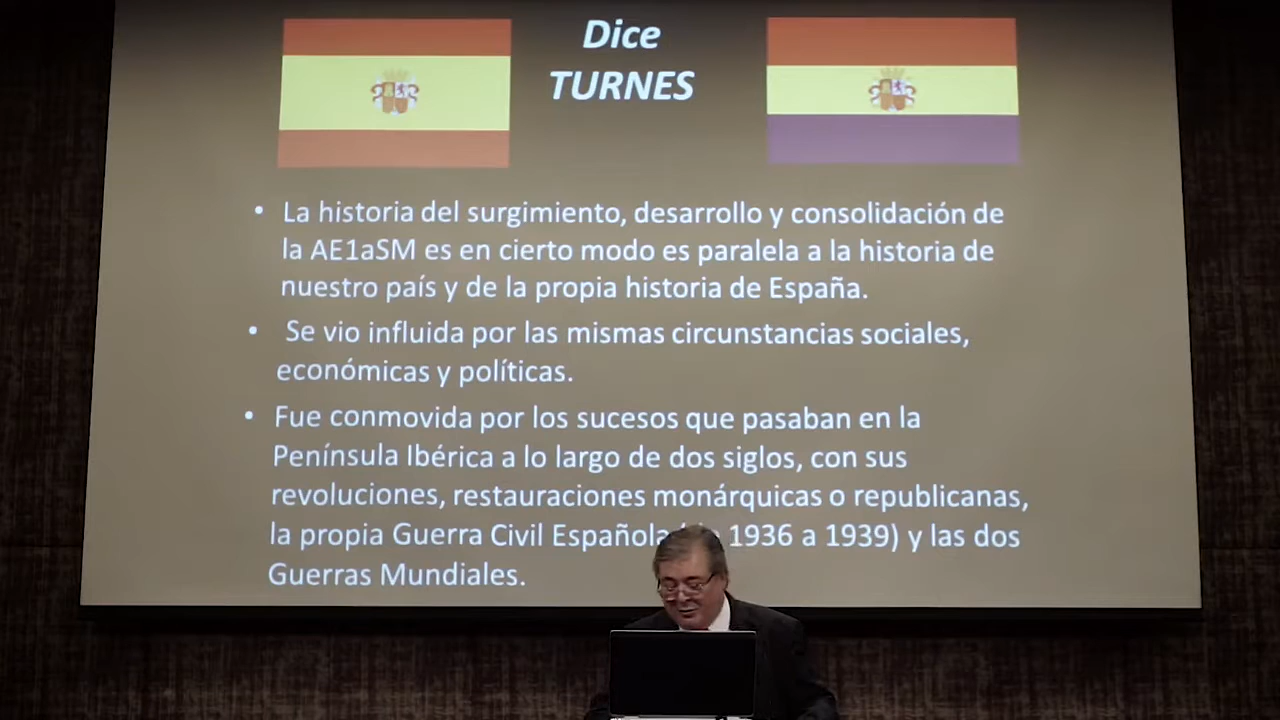 Dice
TURNES
• La historia del surgimiento, desarrollo y consolidación de
la AE1aSM es en cierto modo es paralela a la historia de
nuestro país y de la propia historia de España.
• Se vio influida por las mismas circunstancias sociales,
económicas y políticas.
• Fue conmovida por los sucesos que pasaban en la
Península Ibérica a lo largo de dos siglos, con sus
revoluciones, restauraciones monárquicas o republicanas,
la propia Guerra Civil Española 1936 a 1939) y las dos
Guerras Mundiales.